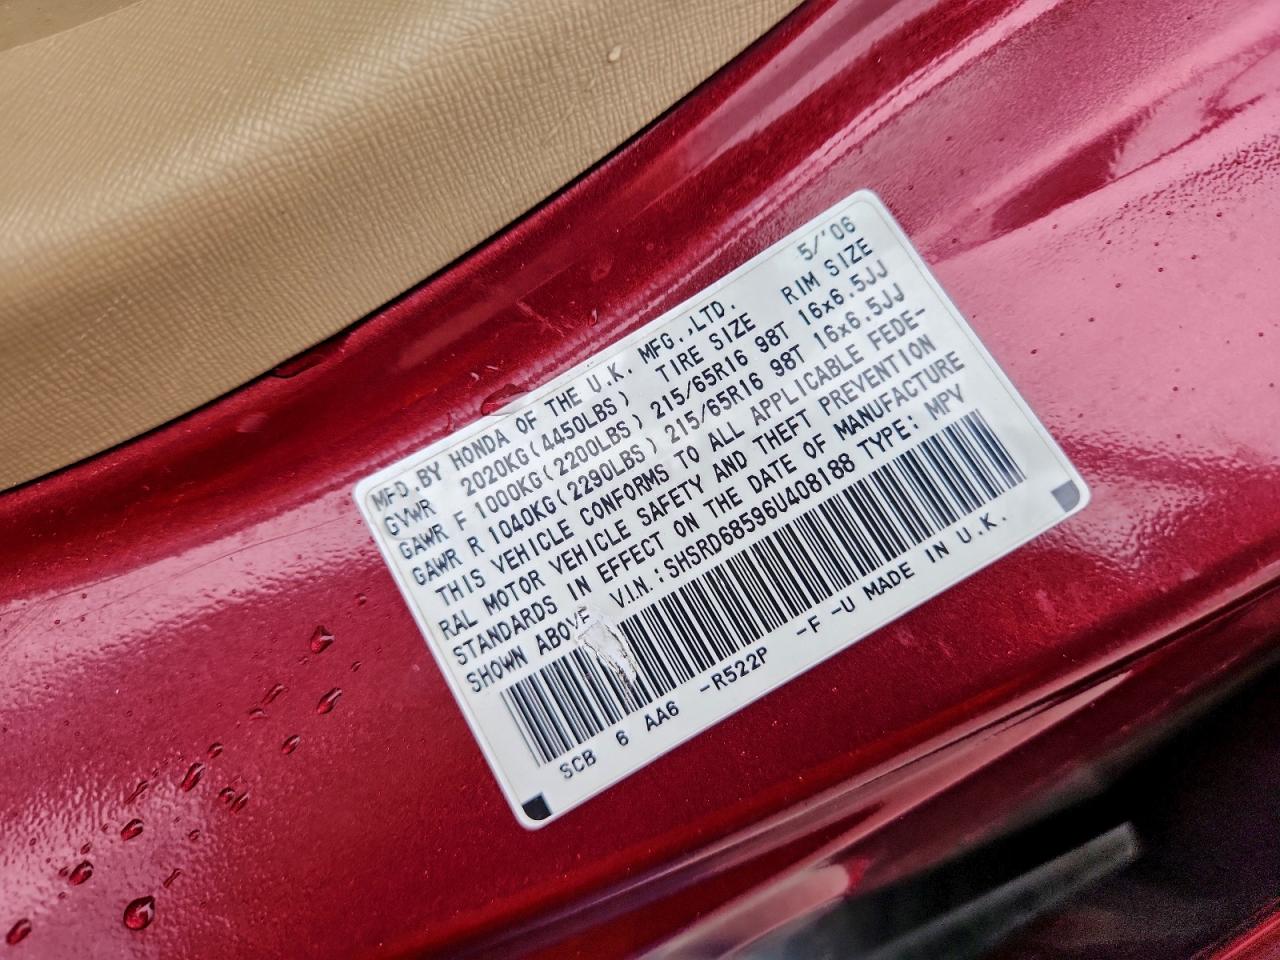 MFD.BY HONDA OF THE U.K. MFG.,LTD. 5/'06
GVWR 2020KG(4450LBS) TIRE SIZE RIM SIZE
GAWR F 1000KG(2200LBS) 215/65R16 98T 16x6.5JJ
GAWR R 1040KG(2290LBS) 215/65R16 98T 16x6.5JJ
THIS VEHICLE CONFORMS TO ALL APPLICABLE FEDE-
RAL MOTOR VEHICLE SAFETY AND THEFT PREVENTION
STANDARDS IN EFFECT ON THE DATE OF MANUFACTURE
SHOWN ABOVE V.I.N.:SHSRD68596U408188 TYPE: MPV
SCB 6 AA6 -R522P -F -U MADE IN U.K.